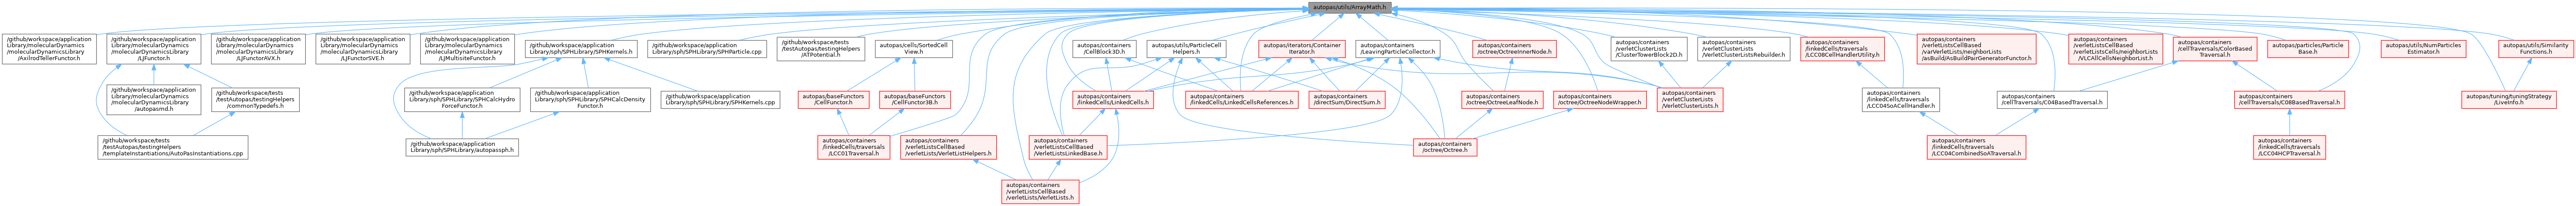 autopas/utils/ArrayMath.h
/github/workspace/application
Library/molecularDynamics
/molecularDynamicsLibrary
/AxilrodTellerFunctor.h
/github/workspace/application
Library/molecularDynamics
/molecularDynamicsLibrary
/LJFunctor.h
/github/workspace/application
Library/molecularDynamics
/molecularDynamicsLibrary
/LJFunctorAVX.h
/github/workspace/application
Library/molecularDynamics
/molecularDynamicsLibrary
/LJFunctorSVE.h
/github/workspace/application
Library/molecularDynamics
/molecularDynamicsLibrary
/LJMultisiteFunctor.h
/github/workspace/application
Library/sph/SPHLibrary/SPHKernels.h
/github/workspace/application
Library/sph/SPHLibrary/SPHParticle.cpp
/github/workspace/tests
/testAutopas/testingHelpers
/ATPotential.h
autopas/cells/SortedCell
View.h
autopas/containers
/CellBlock3D.h
autopas/utils/ParticleCell
Helpers.h
autopas/iterators/Container
Iterator.h
autopas/containers
/LeavingParticleCollector.h
autopas/containers
/octree/OctreeInnerNode.h
autopas/containers
/verletClusterLists
/ClusterTowerBlock2D.h
autopas/containers
/verletClusterLists
/VerletClusterListsRebuilder.h
autopas/containers
/linkedCells/traversals
/LCC08CellHandlerUtility.h
autopas/containers
/verletListsCellBased
/varVerletLists/neighborLists
/asBuild/AsBuildPairGeneratorFunctor.h
autopas/containers
/verletListsCellBased
/verletListsCells/neighborLists
/VLCAllCellsNeighborList.h
autopas/containers
/cellTraversals/ColorBased
Traversal.h
autopas/particles/Particle
Base.h
autopas/utils/NumParticles
Estimator.h
autopas/utils/Similarity
Functions.h
/github/workspace/application
Library/molecularDynamics
/molecularDynamicsLibrary
/autopasmd.h
/github/workspace/tests
/testAutopas/testingHelpers
/commonTypedefs.h
/github/workspace/application
Library/sph/SPHLibrary/SPHCalcHydro
ForceFunctor.h
/github/workspace/application
Library/sph/SPHLibrary/SPHCalcDensity
Functor.h
/github/workspace/application
Library/sph/SPHLibrary/SPHKernels.cpp
autopas/baseFunctors
/CellFunctor.h
autopas/baseFunctors
/CellFunctor3B.h
autopas/containers
/linkedCells/LinkedCells.h
autopas/containers
/linkedCells/LinkedCellsReferences.h
autopas/containers
/directSum/DirectSum.h
autopas/containers
/octree/OctreeLeafNode.h
autopas/containers
/octree/OctreeNodeWrapper.h
autopas/containers
/verletClusterLists
/VerletClusterLists.h
autopas/containers
/linkedCells/traversals
/LCC04SoACellHandler.h
autopas/containers
/cellTraversals/C04BasedTraversal.h
autopas/containers
/cellTraversals/C08BasedTraversal.h
autopas/tuning/tuningStrategy
/LiveInfo.h
/github/workspace/tests
/testAutopas/testingHelpers
/templateInstantiations/AutoPasInstantiations.cpp
/github/workspace/application
Library/sph/SPHLibrary/autopassph.h
autopas/containers
/linkedCells/traversals
/LCC01Traversal.h
autopas/containers
/verletListsCellBased
/verletLists/VerletListHelpers.h
autopas/containers
/verletListsCellBased
/VerletListsLinkedBase.h
autopas/containers
/octree/Octree.h
autopas/containers
/linkedCells/traversals
/LCC04CombinedSoATraversal.h
autopas/containers
/linkedCells/traversals
/LCC04HCPTraversal.h
autopas/containers
/verletListsCellBased
/verletLists/VerletLists.h